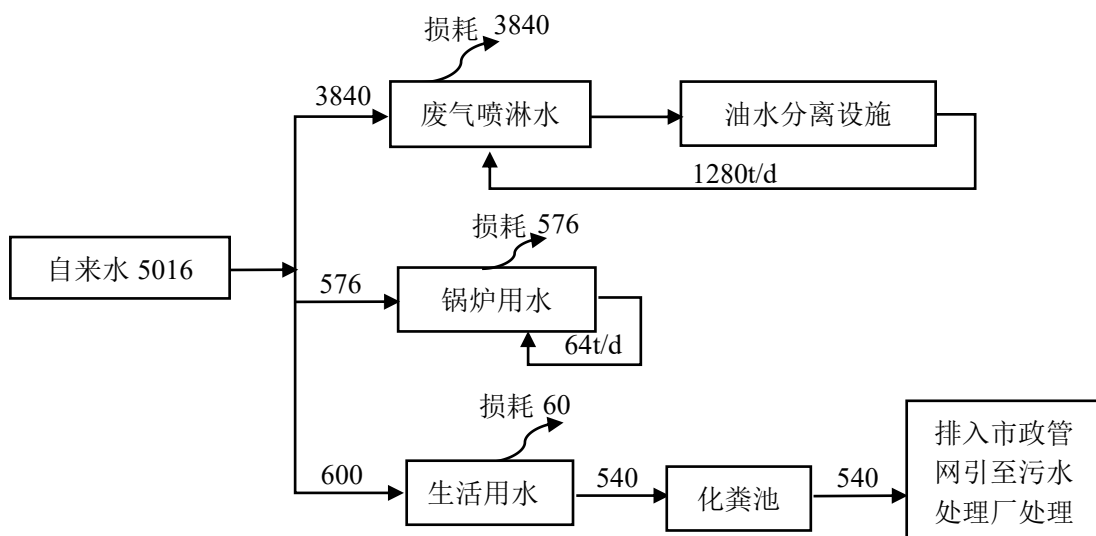 损耗 3840
3840
废气喷淋水
油水分离设施
1280t/d
损耗 576
自来水 5016
576
锅炉用水
64t/d
损耗 60
600
生活用水
540
化粪池
540
排入市政管
网引至污水
处理厂处理